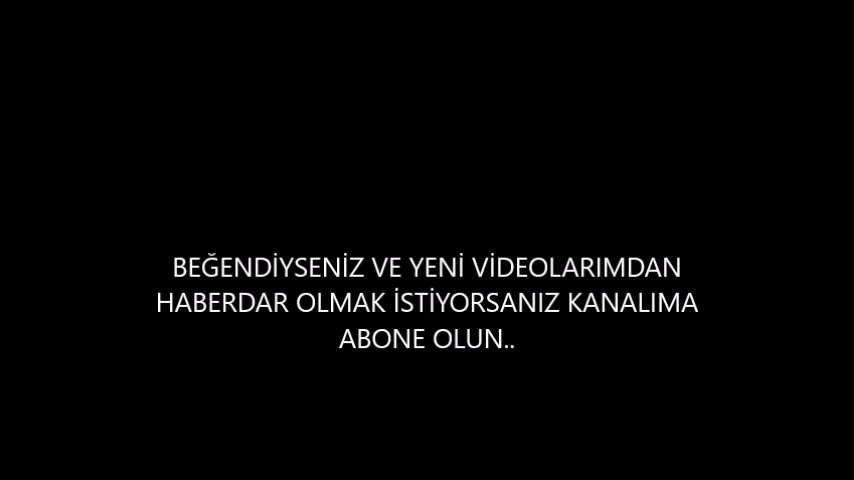 BEĞENDİYSENİZ VE YENİ VİDEOLARIMDAN
HABERDAR OLMAK İSTİYORSANIZ KANALIMA
ABONE OLUN..